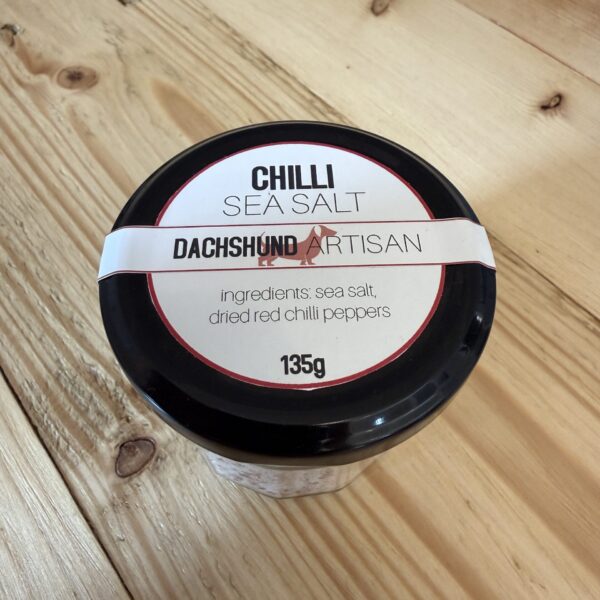 CHILLI
SEA SALT
DACHSHUND ARTISAN
ingredients: sea salt,
dried red chilli peppers
135g